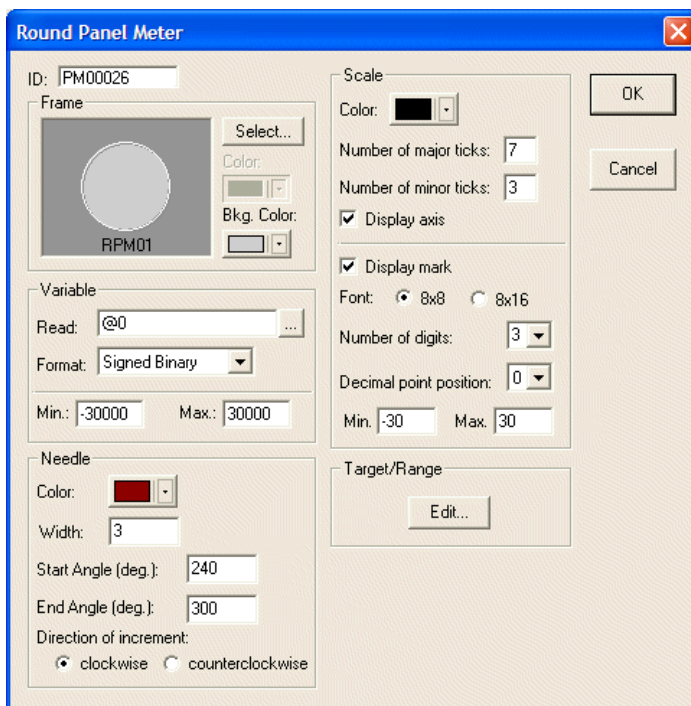 Round Panel Meter
ID: PM00026
Frame
Select...
Color:
Bkg. Color:
RPM01
Variable
Read: @0 ...
Format: Signed Binary
Min.: -30000 Max.: 30000
Needle
Color:
Width: 3
Start Angle (deg.): 240
End Angle (deg.): 300
Direction of increment:
clockwise counterclockwise
Scale
Color:
Number of major ticks: 7
Number of minor ticks: 3
Display axis
Display mark
Font: 8x8 8x16
Number of digits: 3
Decimal point position: 0
Min. -30 Max. 30
Target/Range
Edit...
OK
Cancel